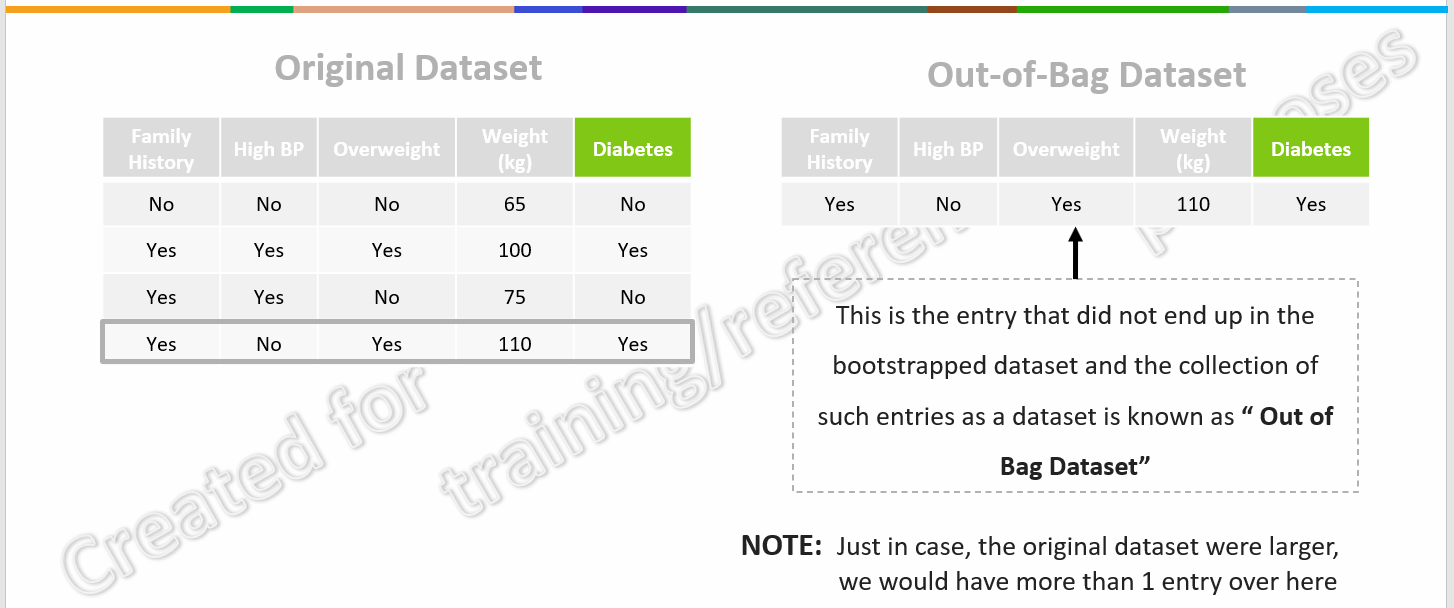 Original Dataset
Family History High BP Overweight Weight (kg) Diabetes
No No No 65 No
Yes Yes Yes 100 Yes
Yes Yes No 75 No
Yes No Yes 110 Yes
Out-of-Bag Dataset
Family History High BP Overweight Weight (kg) Diabetes
Yes No Yes 110 Yes
This is the entry that did not end up in the
bootstrapped dataset and the collection of
such entries as a dataset is known as “ Out of
Bag Dataset”
NOTE: Just in case, the original dataset were larger,
we would have more than 1 entry over here
Created for
training/referen
p
oses